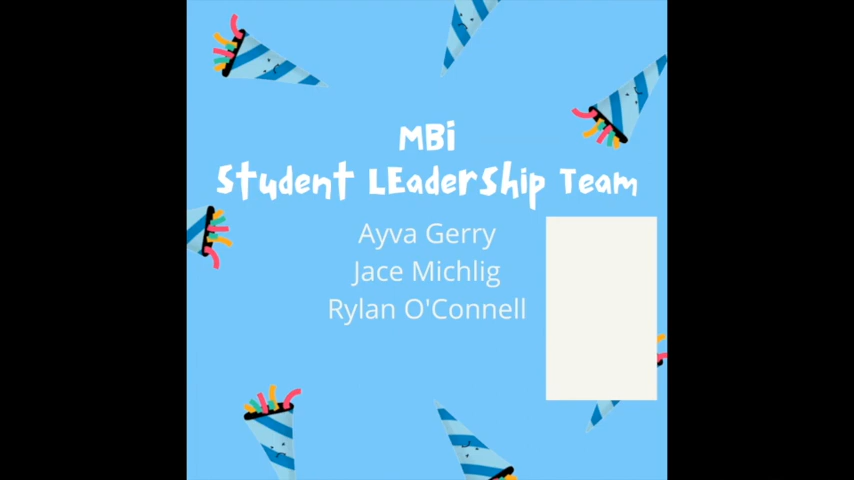 MBi
Student LEaderShip Team
Ayva Gerry
Jace Michlig
Rylan O'Connell